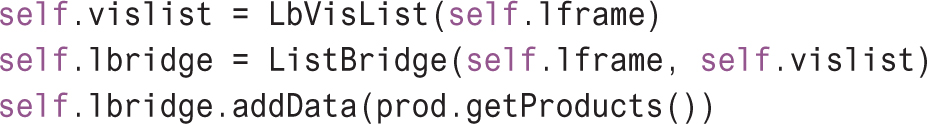 self.vislist = LbVisList(self.lframe)
self.lbridge = ListBridge(self.lframe, self.vislist)
self.lbridge.addData(prod.getProducts())